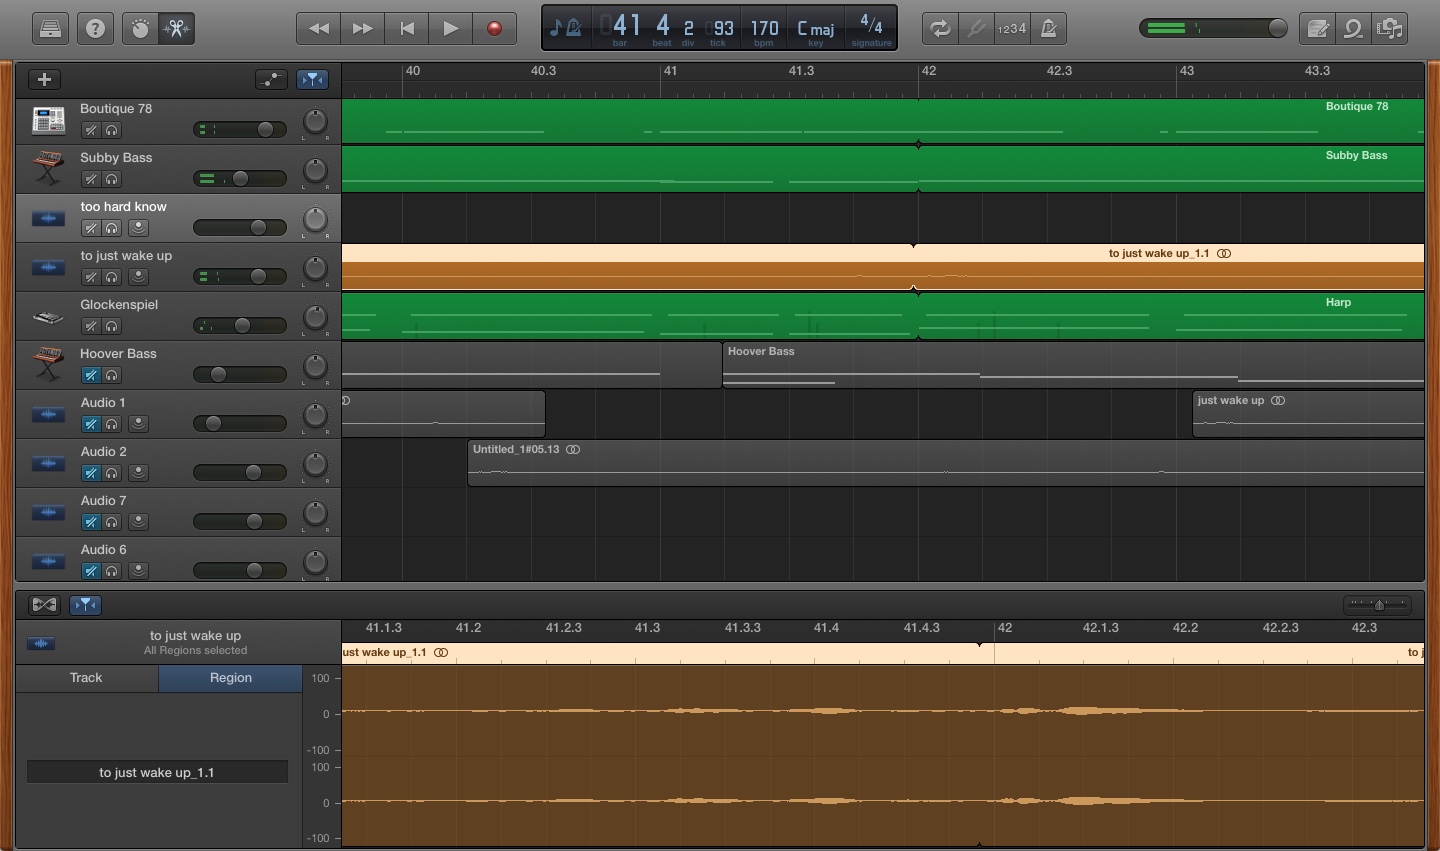 ?
41 4 2 93 170 C maj 4/4
bar beat div tick bpm key signature
1234
40 40.3 41 41.3 42 42.3 43 43.3
Boutique 78
L R
Boutique 78
Subby Bass
L R
Subby Bass
too hard know
L R
to just wake up
L R
to just wake up_1.1
Glockenspiel
L R
Harp
Hoover Bass
L R
Hoover Bass
Audio 1
L R
just wake up
Audio 2
L R
Untitled_1#05.13
Audio 7
L R
Audio 6
L R
to just wake up
All Regions selected
41.1.3 41.2 41.2.3 41.3 41.3.3 41.4 41.4.3 42 42.1.3 42.2 42.2.3 42.3
ust wake up_1.1 to j
Track Region
to just wake up_1.1
100
0
-100
100
0
-100